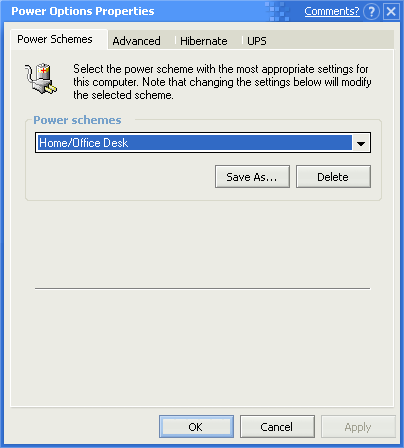 Power Options Properties
Comments?
?
Power Schemes
Advanced
Hibernate
UPS
Select the power scheme with the most appropriate settings for
this computer. Note that changing the settings below will modify
the selected scheme.
Power schemes
Home/Office Desk
Save As...
Delete
OK
Cancel
Apply